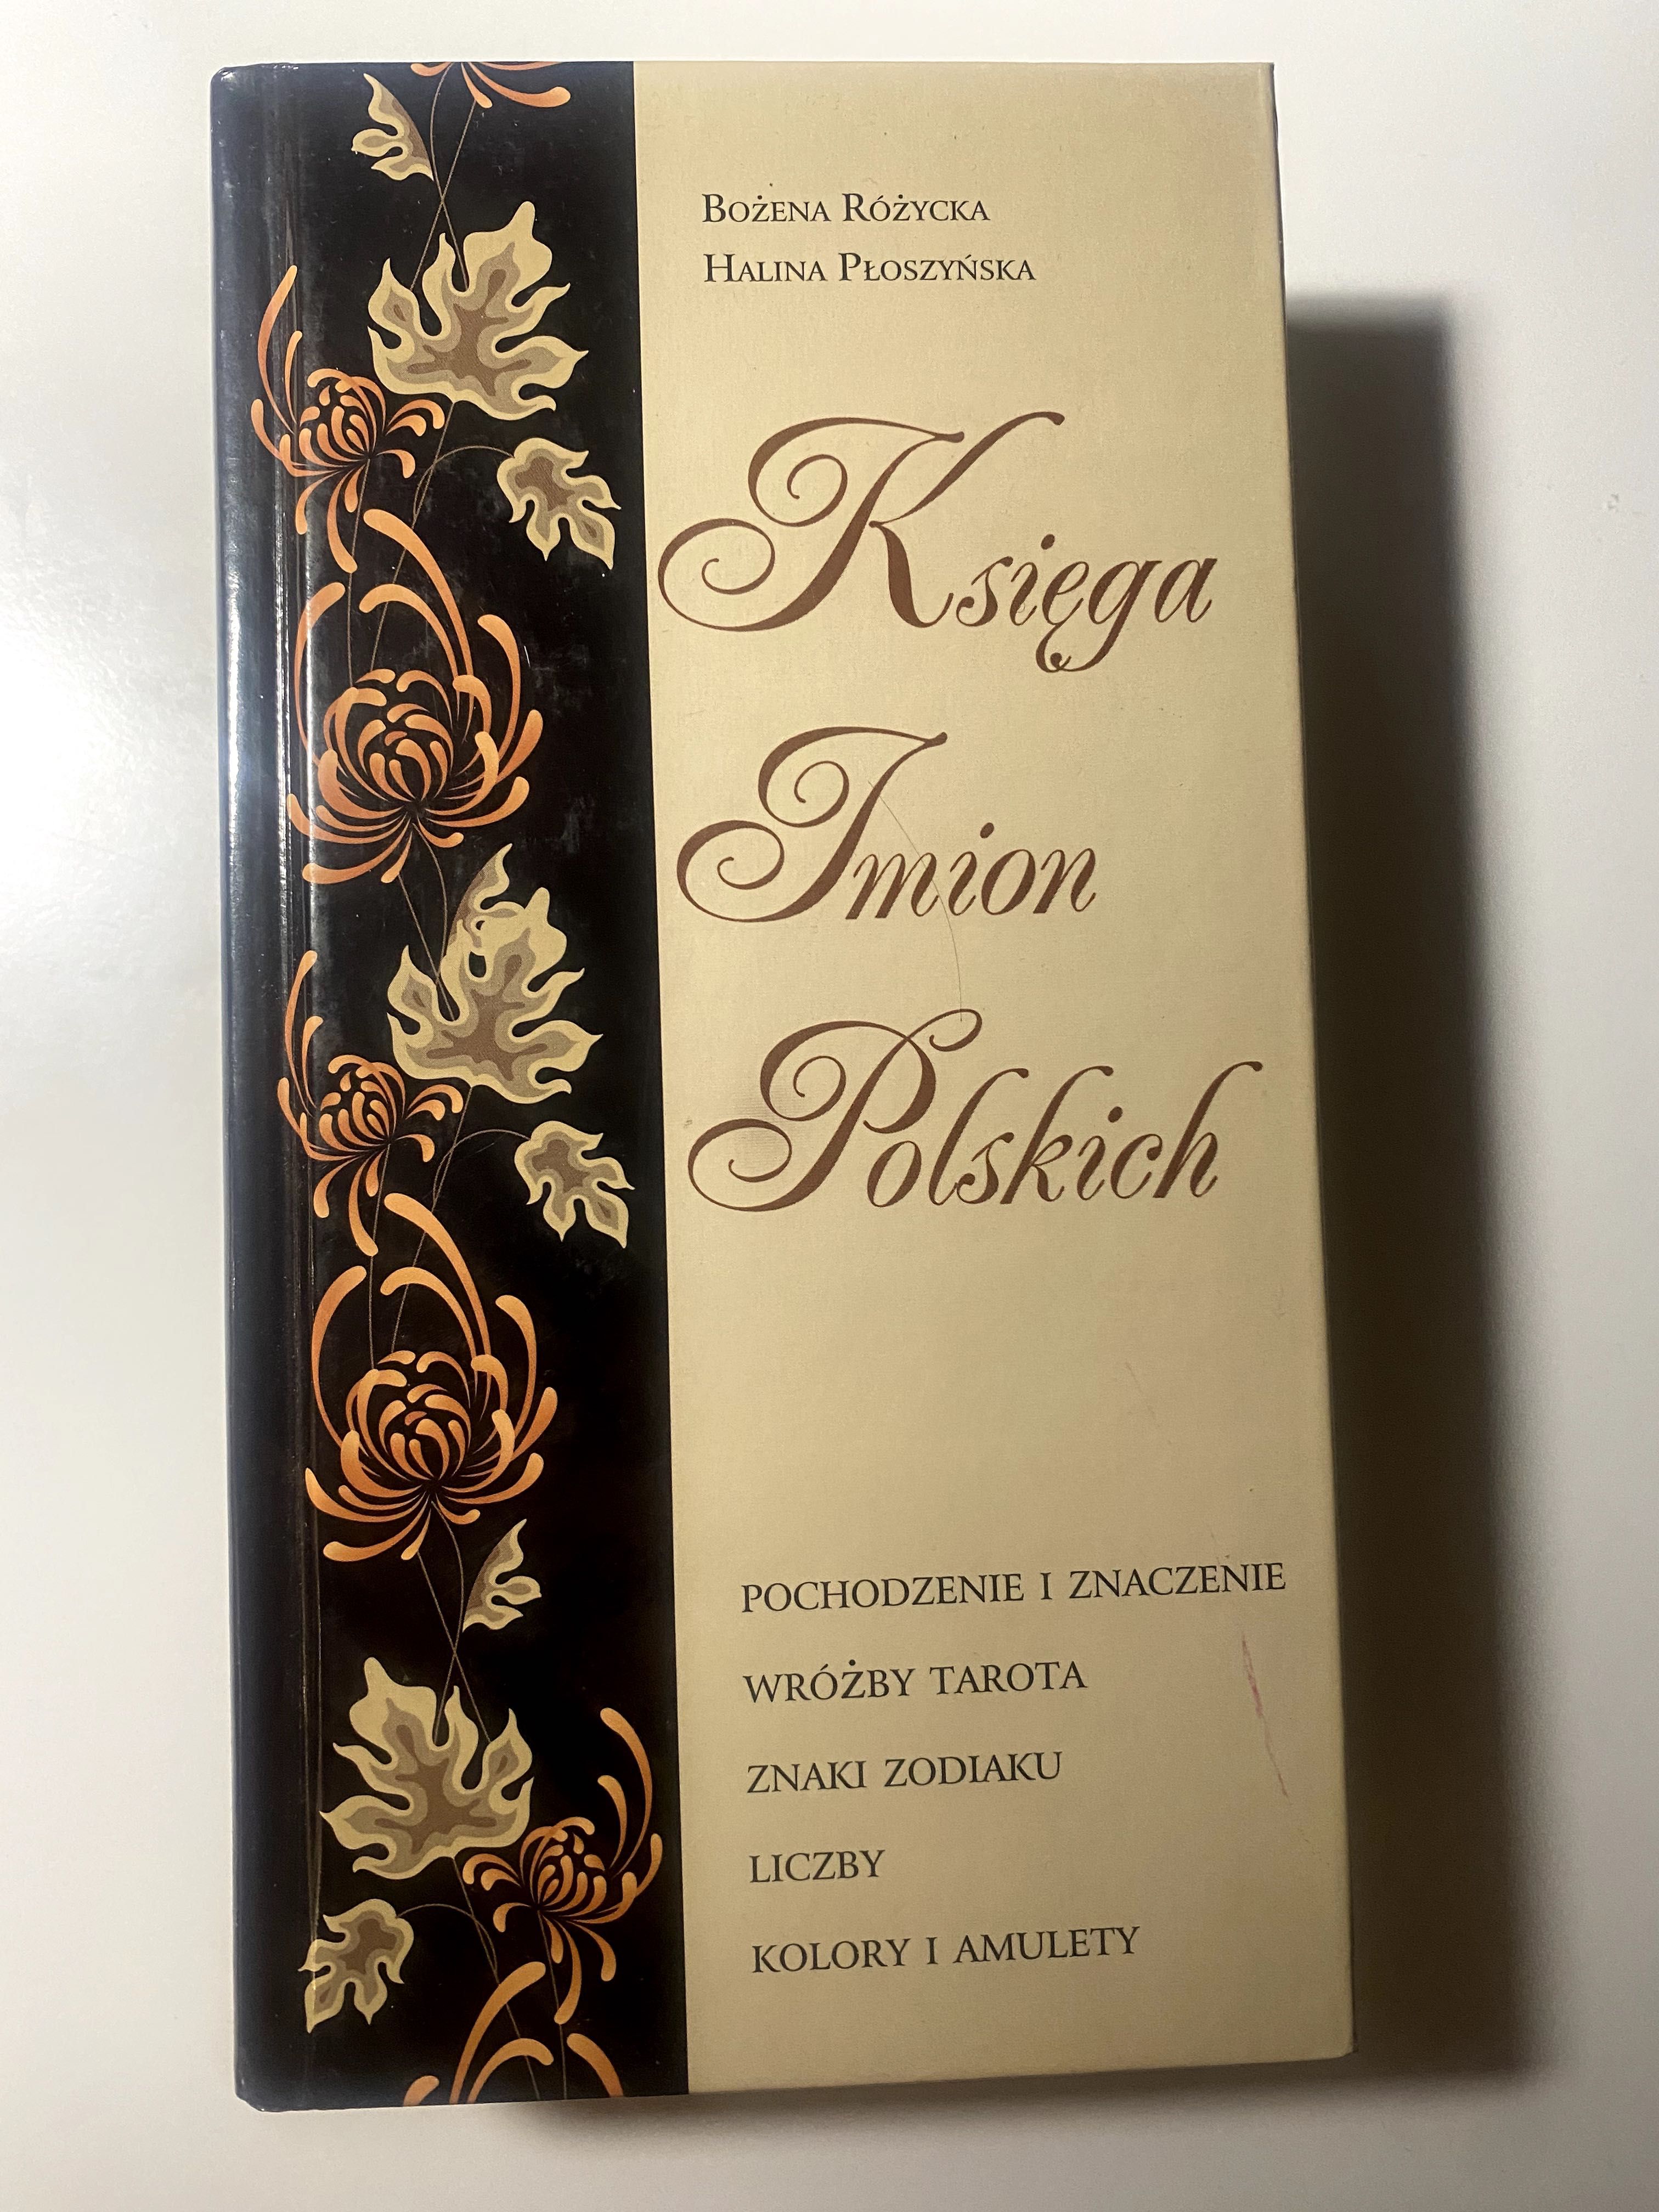 Bożena Różycka
Halina Płoszyńska
Księga
Imion
Polskich
POCHODZENIE I ZNACZENIE
WRÓŻBY TAROTA
ZNAKI ZODIAKU
LICZBY
KOLORY I AMULETY